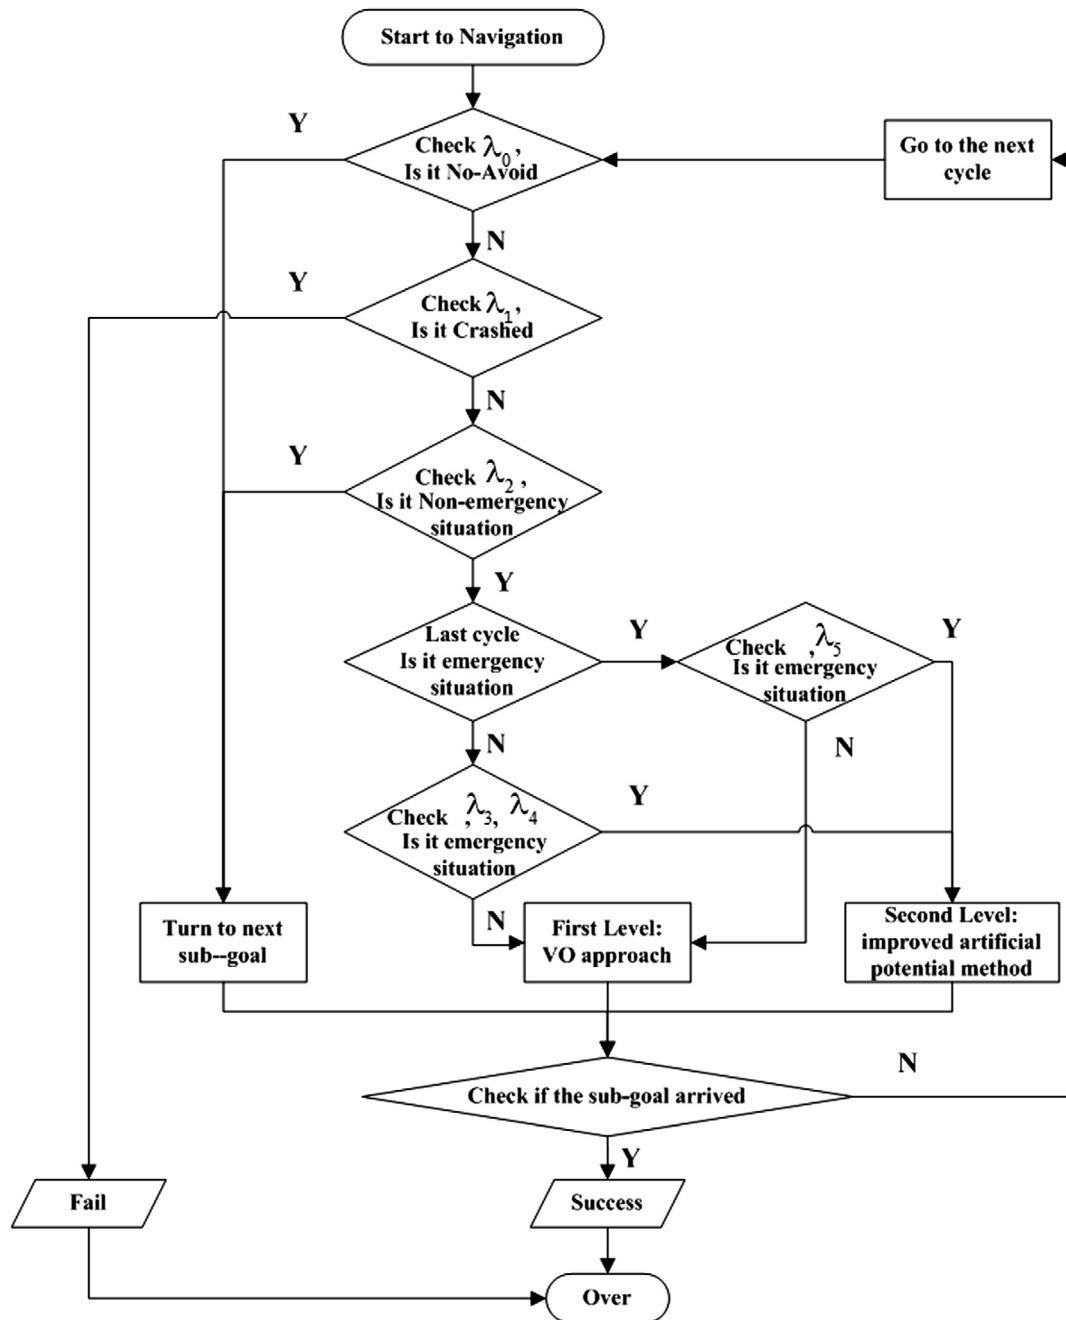 Start to Navigation
Y
Check λ0,
Is it No-Avoid
Go to the next
cycle
N
Y
Check λ1,
Is it Crashed
N
Y
Check λ2,
Is it Non-emergency
situation
Y
Last cycle
Is it emergency
situation
Y
Check ,λ5
Is it emergency
situation
Y
N
N
Check ,λ3, λ4
Is it emergency
situation
Y
N
Turn to next
sub--goal
First Level:
VO approach
Second Level:
improved artificial
potential method
Check if the sub-goal arrived
N
Y
Fail
Success
Over